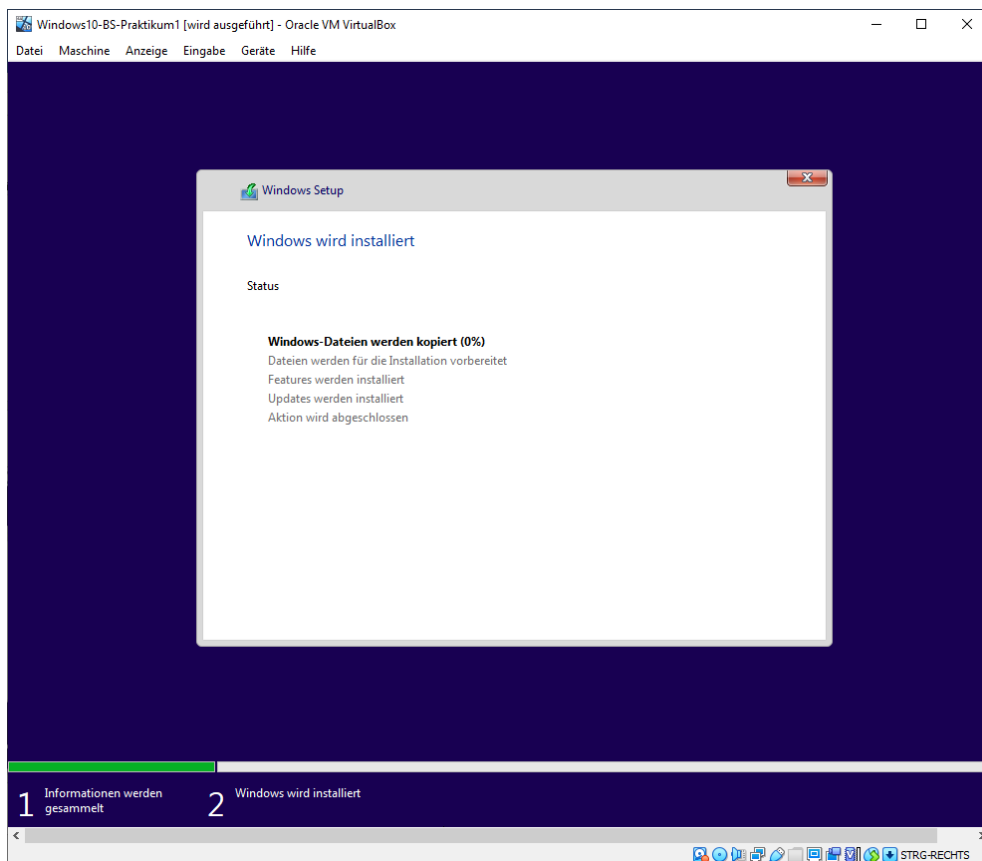 Windows10-BS-Praktikum1 [wird ausgeführt] - Oracle VM VirtualBox
Datei Maschine Anzeige Eingabe Geräte Hilfe
Windows Setup
Windows wird installiert
Status
Windows-Dateien werden kopiert (0%)
Dateien werden für die Installation vorbereitet
Features werden installiert
Updates werden installiert
Aktion wird abgeschlossen
1 Informationen werden
gesammelt
2 Windows wird installiert
STRG-RECHTS